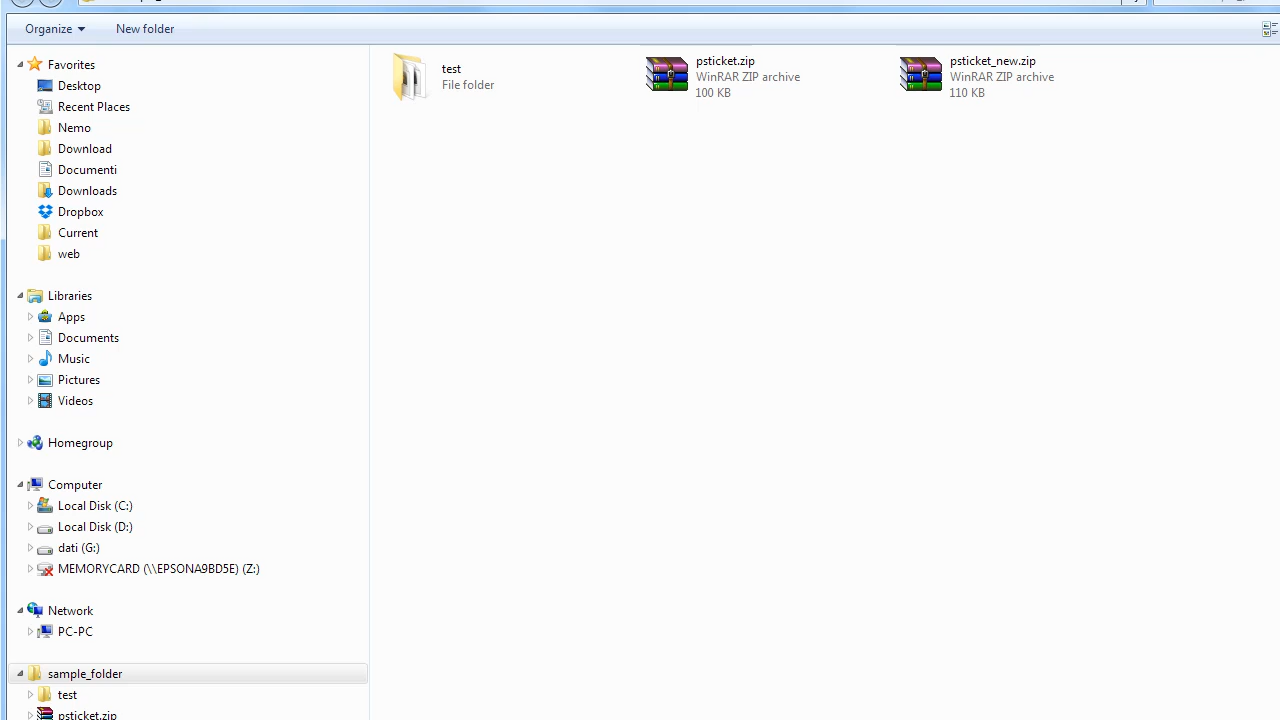 Organize
New folder
Favorites
Desktop
Recent Places
Nemo
Download
Documenti
Downloads
Dropbox
Current
web
Libraries
Apps
Documents
Music
Pictures
Videos
Homegroup
Computer
Local Disk (C:)
Local Disk (D:)
dati (G:)
MEMORYCARD (\\EPSONA9BD5E) (Z:)
Network
PC-PC
sample_folder
test
psticket.zip
test
File folder
psticket.zip
WinRAR ZIP archive
100 KB
psticket_new.zip
WinRAR ZIP archive
110 KB